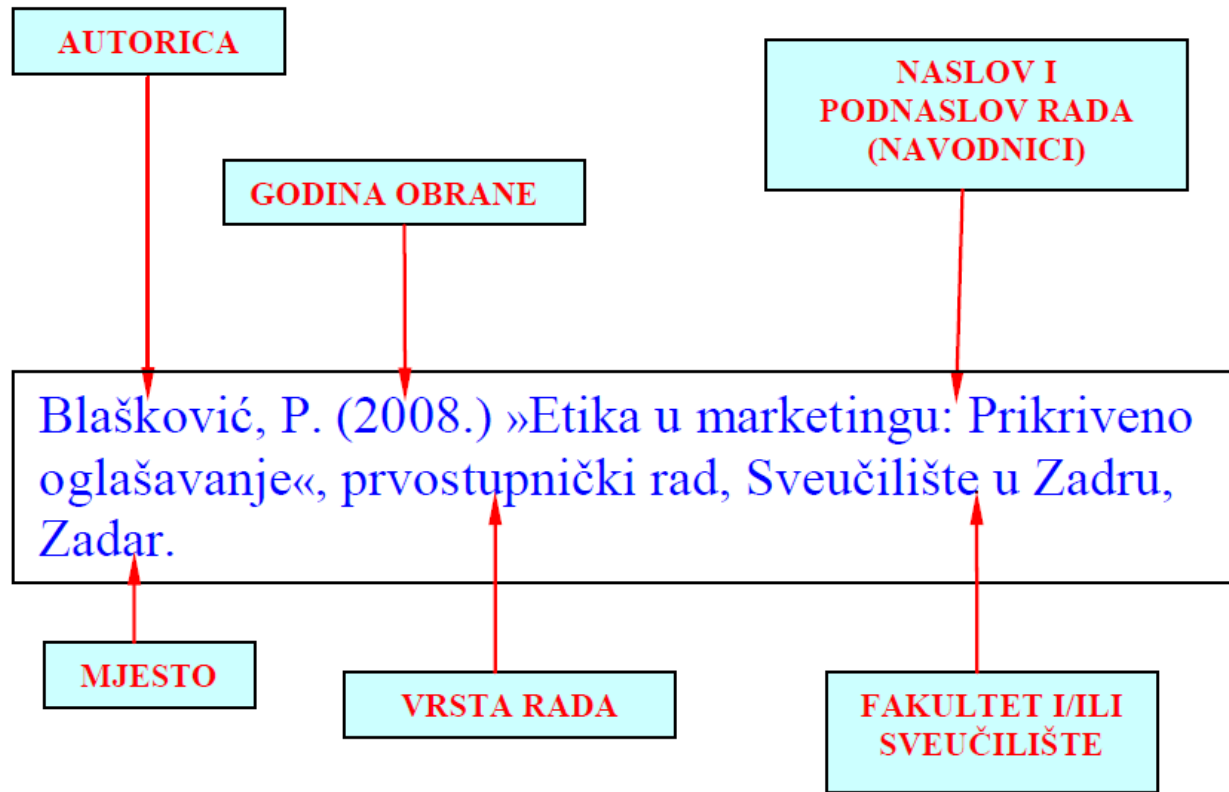 AUTORICA
NASLOV I
PODNASLOV RADA
(NAVODNICI)
GODINA OBRANE
Blašković, P. (2008.) »Etika u marketingu: Prikriveno
oglašavanje«, prvostupnički rad, Sveučilište u Zadru,
Zadar.
MJESTO
VRSTA RADA
FAKULTET I/ILI
SVEUČILIŠTE